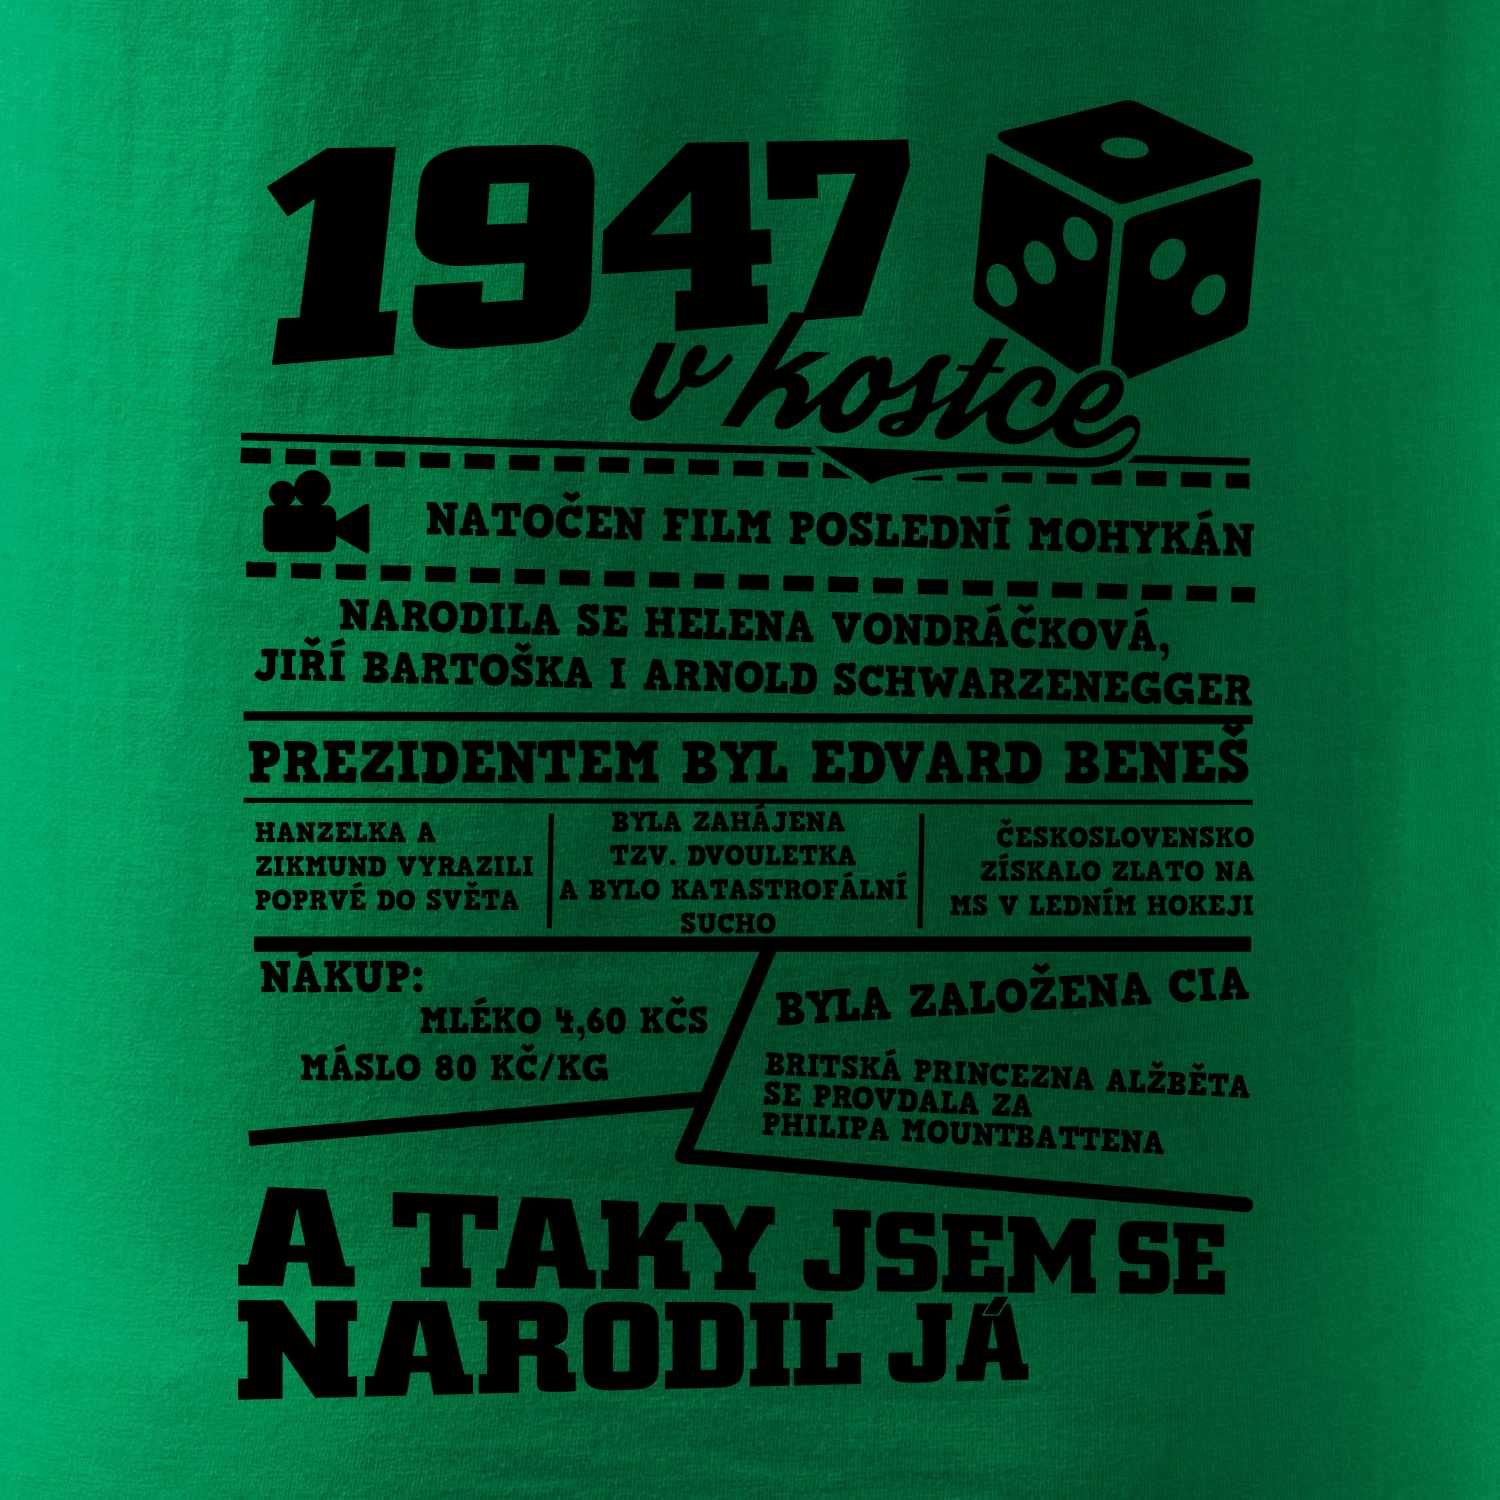 1947
v kostce
NATOČEN FILM POSLEDNÍ MOHYKÁN
NARODILA SE HELENA VONDRÁČKOVÁ,
JIŘÍ BARTOŠKA I ARNOLD SCHWARZENEGGER
PREZIDENTEM BYL EDVARD BENEŠ
HANZELKA A
ZIKMUND VYRAZILI
POPRVÉ DO SVĚTA
BYLA ZAHÁJENA
TZV. DVOULETKA
A BYLO KATASTROFÁLNÍ
SUCHO
ČESKOSLOVENSKO
ZÍSKALO ZLATO NA
MS V LEDNÍM HOKEJI
NÁKUP:
MLÉKO 4,60 KČS
MÁSLO 80 KČ/KG
BYLA ZALOŽENA CIA
BRITSKÁ PRINCEZNA ALŽBĚTA
SE PROVDALA ZA
PHILIPA MOUNTBATTENA
A TAKY JSEM SE
NARODIL JÁ